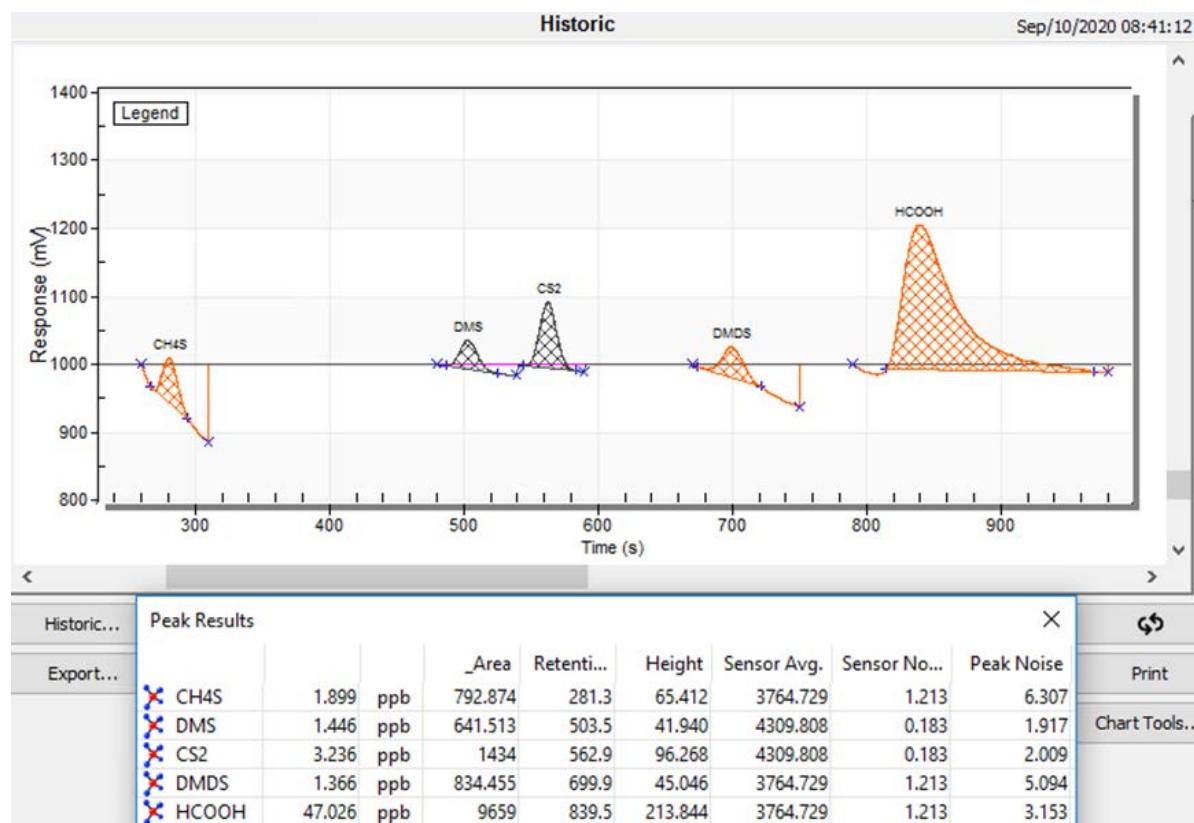 Historic Sep/10/2020 08:41:12
Legend
Response (mV)
1400
1300
1200
1100
1000
900
800
CH4S
DMS
CS2
DMDS
HCOOH
300 400 500 600 700 800 900
Time (s)
Historic...
Export...
Peak Results
_Area Retenti... Height Sensor Avg. Sensor No... Peak Noise
CH4S 1.899 ppb 792.874 281.3 65.412 3764.729 1.213 6.307
DMS 1.446 ppb 641.513 503.5 41.940 4309.808 0.183 1.917
CS2 3.236 ppb 1434 562.9 96.268 4309.808 0.183 2.009
DMDS 1.366 ppb 834.455 699.9 45.046 3764.729 1.213 5.094
HCOOH 47.026 ppb 9659 839.5 213.844 3764.729 1.213 3.153
Print
Chart Tools..